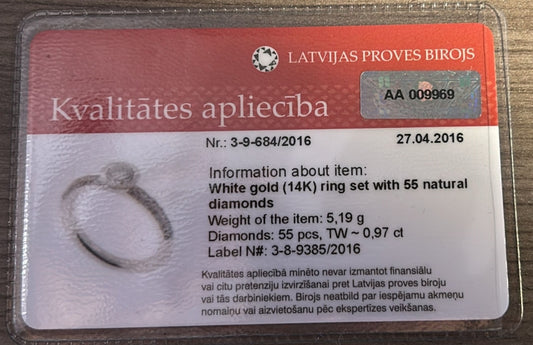 LATVIJAS PROVES BIROJS
AA 009969
Kvalitātes apliecība
Nr.: 3-9-684/2016 27.04.2016
Information about item:
White gold (14K) ring set with 55 natural
diamonds
Weight of the item: 5,19 g
Diamonds: 55 pcs, TW ~ 0,97 ct
Label N#: 3-8-9385/2016
Kvalitātes apliecībā minēto nevar izmantot finansiālu
vai citu pretenziju izvirzīšanai pret Latvijas proves biroju
vai tās darbiniekiem. Birojs neatbild par iespējamu akmeņu
nomaiņu vai aizvietošanu pēc ekspertīzes veikšanas.